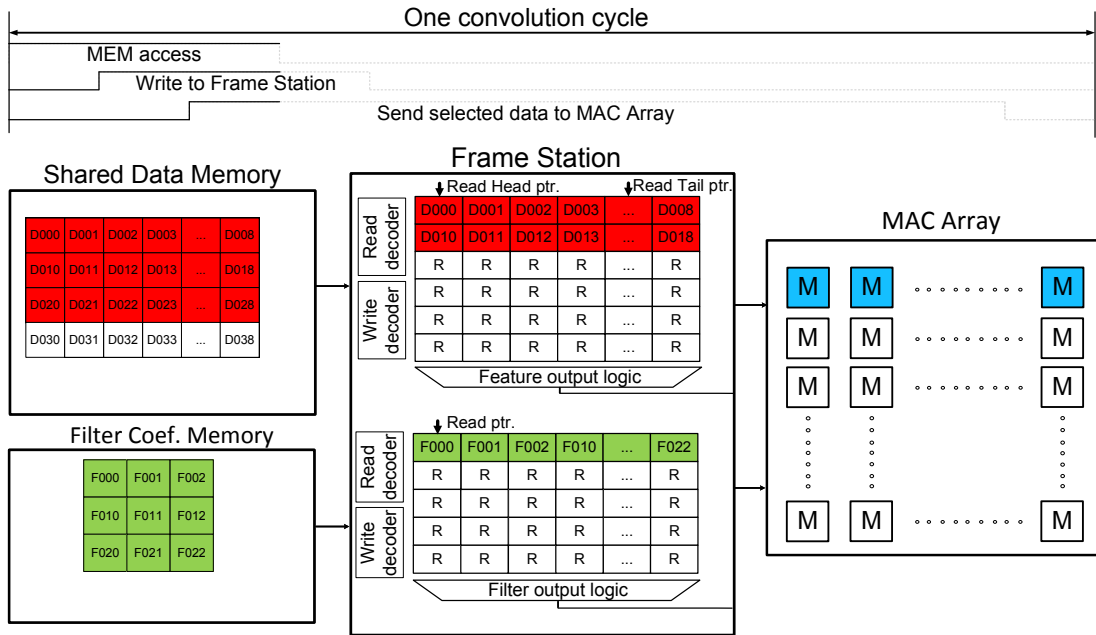 One convolution cycle
MEM access
Write to Frame Station
Send selected data to MAC Array
Shared Data Memory
D000 D001 D002 D003 ... D008
D010 D011 D012 D013 ... D018
D020 D021 D022 D023 ... D028
D030 D031 D032 D033 ... D038
Filter Coef. Memory
F000 F001 F002
F010 F011 F012
F020 F021 F022
Frame Station
Read Head ptr. Read Tail ptr.
Read decoder
Write decoder
D000 D001 D002 D003 ... D008
D010 D011 D012 D013 ... D018
R R R R ... R
R R R R ... R
R R R R ... R
R R R R ... R
Feature output logic
Read ptr.
Read decoder
Write decoder
F000 F001 F002 F010 ... F022
R R R R ... R
R R R R ... R
R R R R ... R
R R R R ... R
Filter output logic
MAC Array
M M M
M M M
M M M
M M M